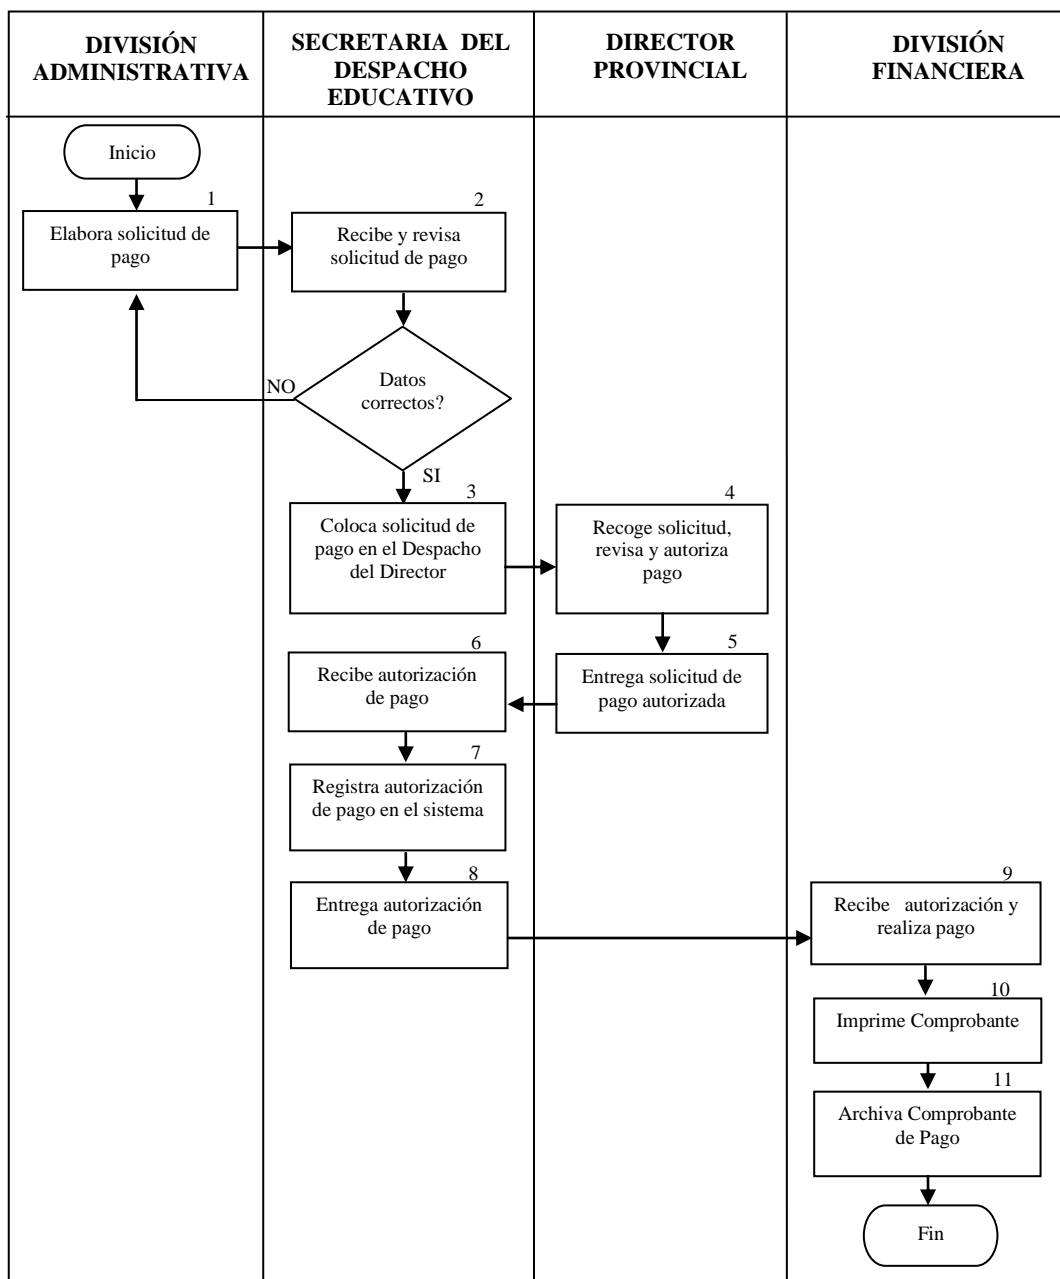 DIVISIÓN
ADMINISTRATIVA
SECRETARIA DEL
DESPACHO
EDUCATIVO
DIRECTOR
PROVINCIAL
DIVISIÓN
FINANCIERA
Inicio
1
Elabora solicitud de
pago
2
Recibe y revisa
solicitud de pago
Datos
correctos?
NO
SI
3
Coloca solicitud de
pago en el Despacho
del Director
4
Recoge solicitud,
revisa y autoriza
pago
5
Entrega solicitud de
pago autorizada
6
Recibe autorización
de pago
7
Registra autorización
de pago en el sistema
8
Entrega autorización
de pago
9
Recibe autorización y
realiza pago
10
Imprime Comprobante
11
Archiva Comprobante
de Pago
Fin